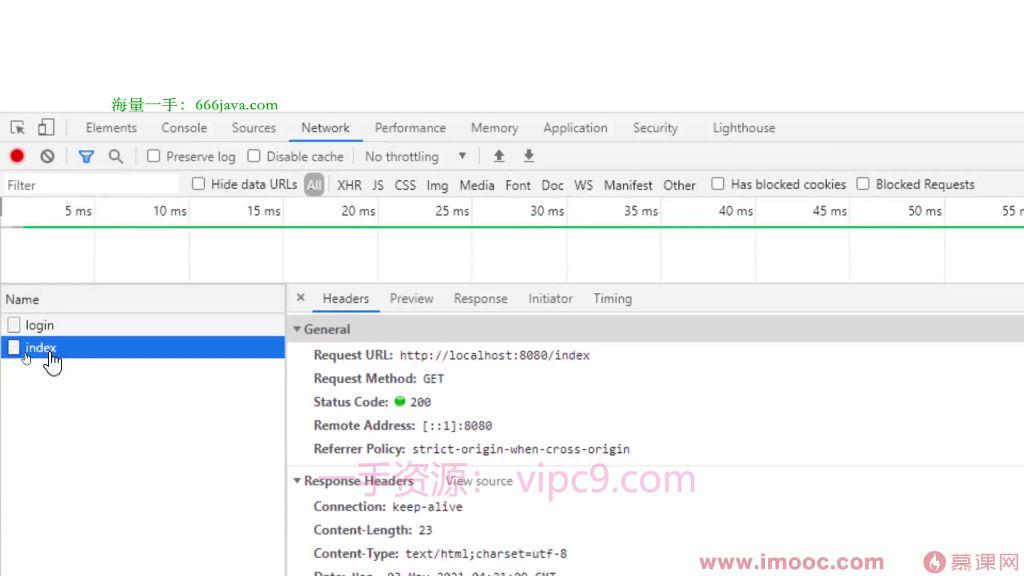 海量一手：666java.com
Elements Console Sources Network Performance Memory Application Security Lighthouse
Preserve log Disable cache No throttling
Filter Hide data URLs All XHR JS CSS Img Media Font Doc WS Manifest Other Has blocked cookies Blocked Requests
5 ms 10 ms 15 ms 20 ms 25 ms 30 ms 35 ms 40 ms 45 ms 50 ms 55 m
Name
× Headers Preview Response Initiator Timing
login
index
General
Request URL: http://localhost:8080/index
Request Method: GET
Status Code: 200
Remote Address: [::1]:8080
Referrer Policy: strict-origin-when-cross-origin
一手资源：vipc9.com
Response Headers View source
Connection: keep-alive
Content-Length: 23
Content-Type: text/html;charset=utf-8
www.imooc.com 慕课网